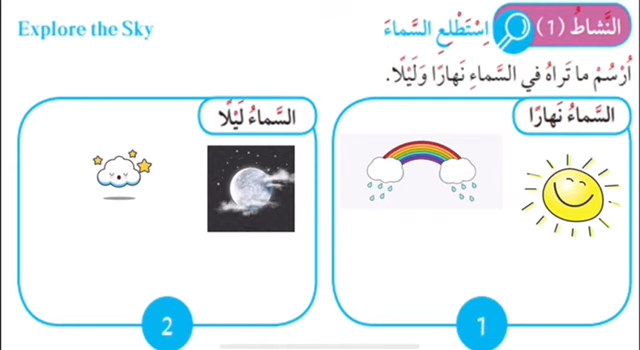 النَّشاطُ (1) اِسْتَطْلِعِ السَّماءَ
Explore the Sky
اُرْسُمْ ما تَراهُ في السَّماءِ نَهارًا وَلَيْلًا.
السَّماءُ نَهارًا
السَّماءُ لَيْلًا
1
2